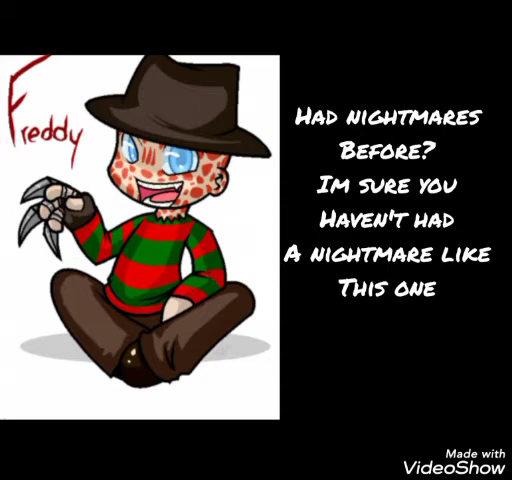 Freddy
Had nightmares
Before?
Im sure you
Haven't had
A nightmare like
This one
Made with
VideoShow